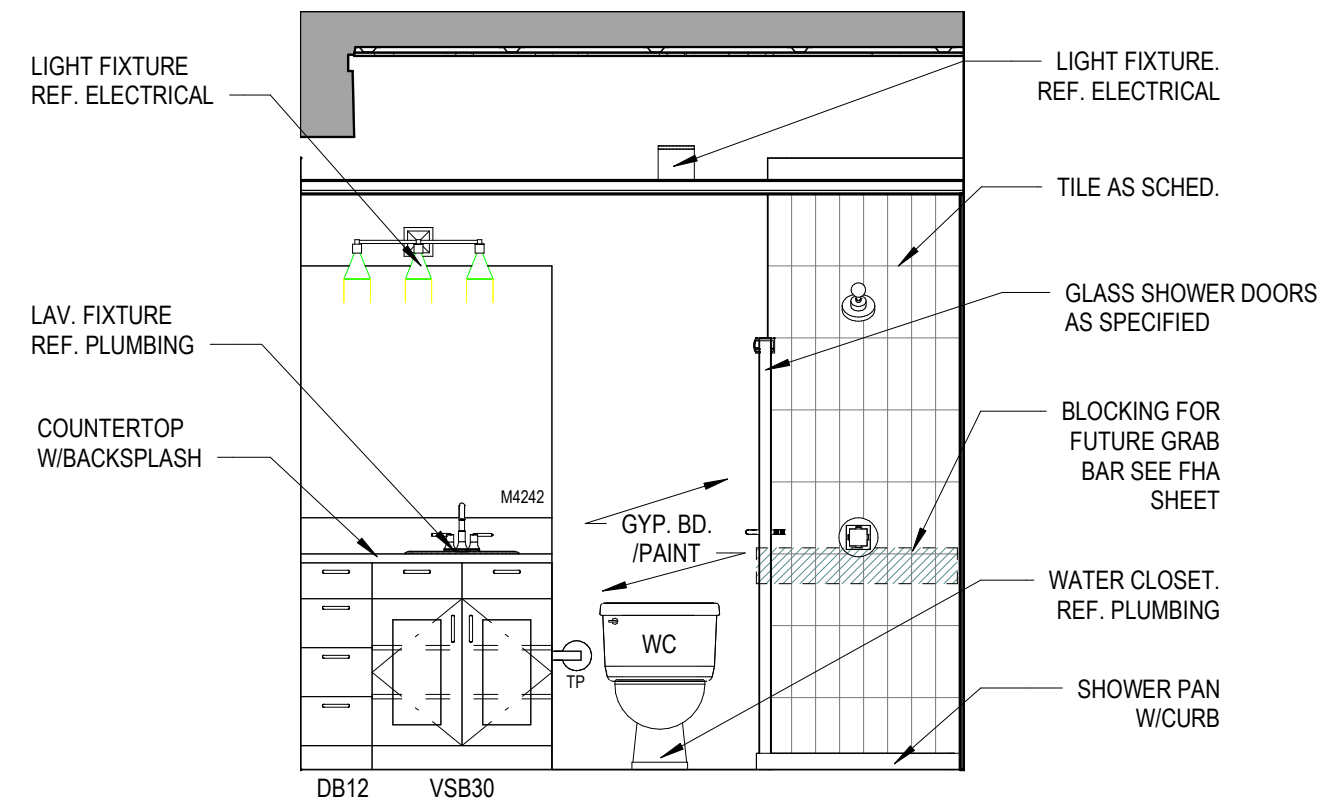 LIGHT FIXTURE
REF. ELECTRICAL
LIGHT FIXTURE.
REF. ELECTRICAL
TILE AS SCHED.
GLASS SHOWER DOORS
AS SPECIFIED
LAV. FIXTURE
REF. PLUMBING
COUNTERTOP
W/BACKSPLASH
BLOCKING FOR
FUTURE GRAB
BAR SEE FHA
SHEET
M4242
GYP. BD.
/PAINT
WATER CLOSET.
REF. PLUMBING
WC
TP
SHOWER PAN
W/CURB
DB12
VSB30